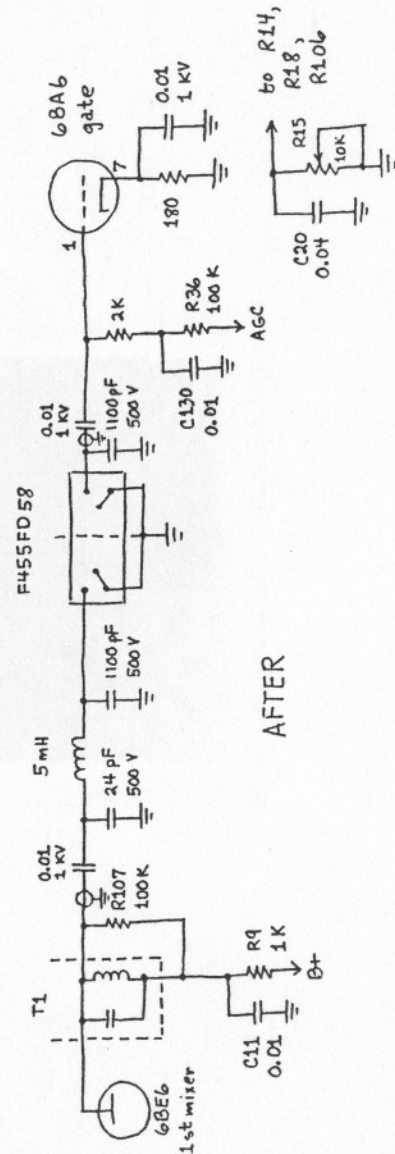 6BE6
1st mixer
T1
C11
0.01
R9
1K
B+
R107
100K
0.01
1 KV
24 pF
500 V
5 mH
1100 pF
500 V
F455FD58
AFTER
0.01
1 KV
1100 pF
500 V
2K
C130
0.01
R36
100 K
AGC
1
6BA6
gate
7
180
0.01
1 KV
C20
0.04
R15
10K
to R14,
R18,
R106